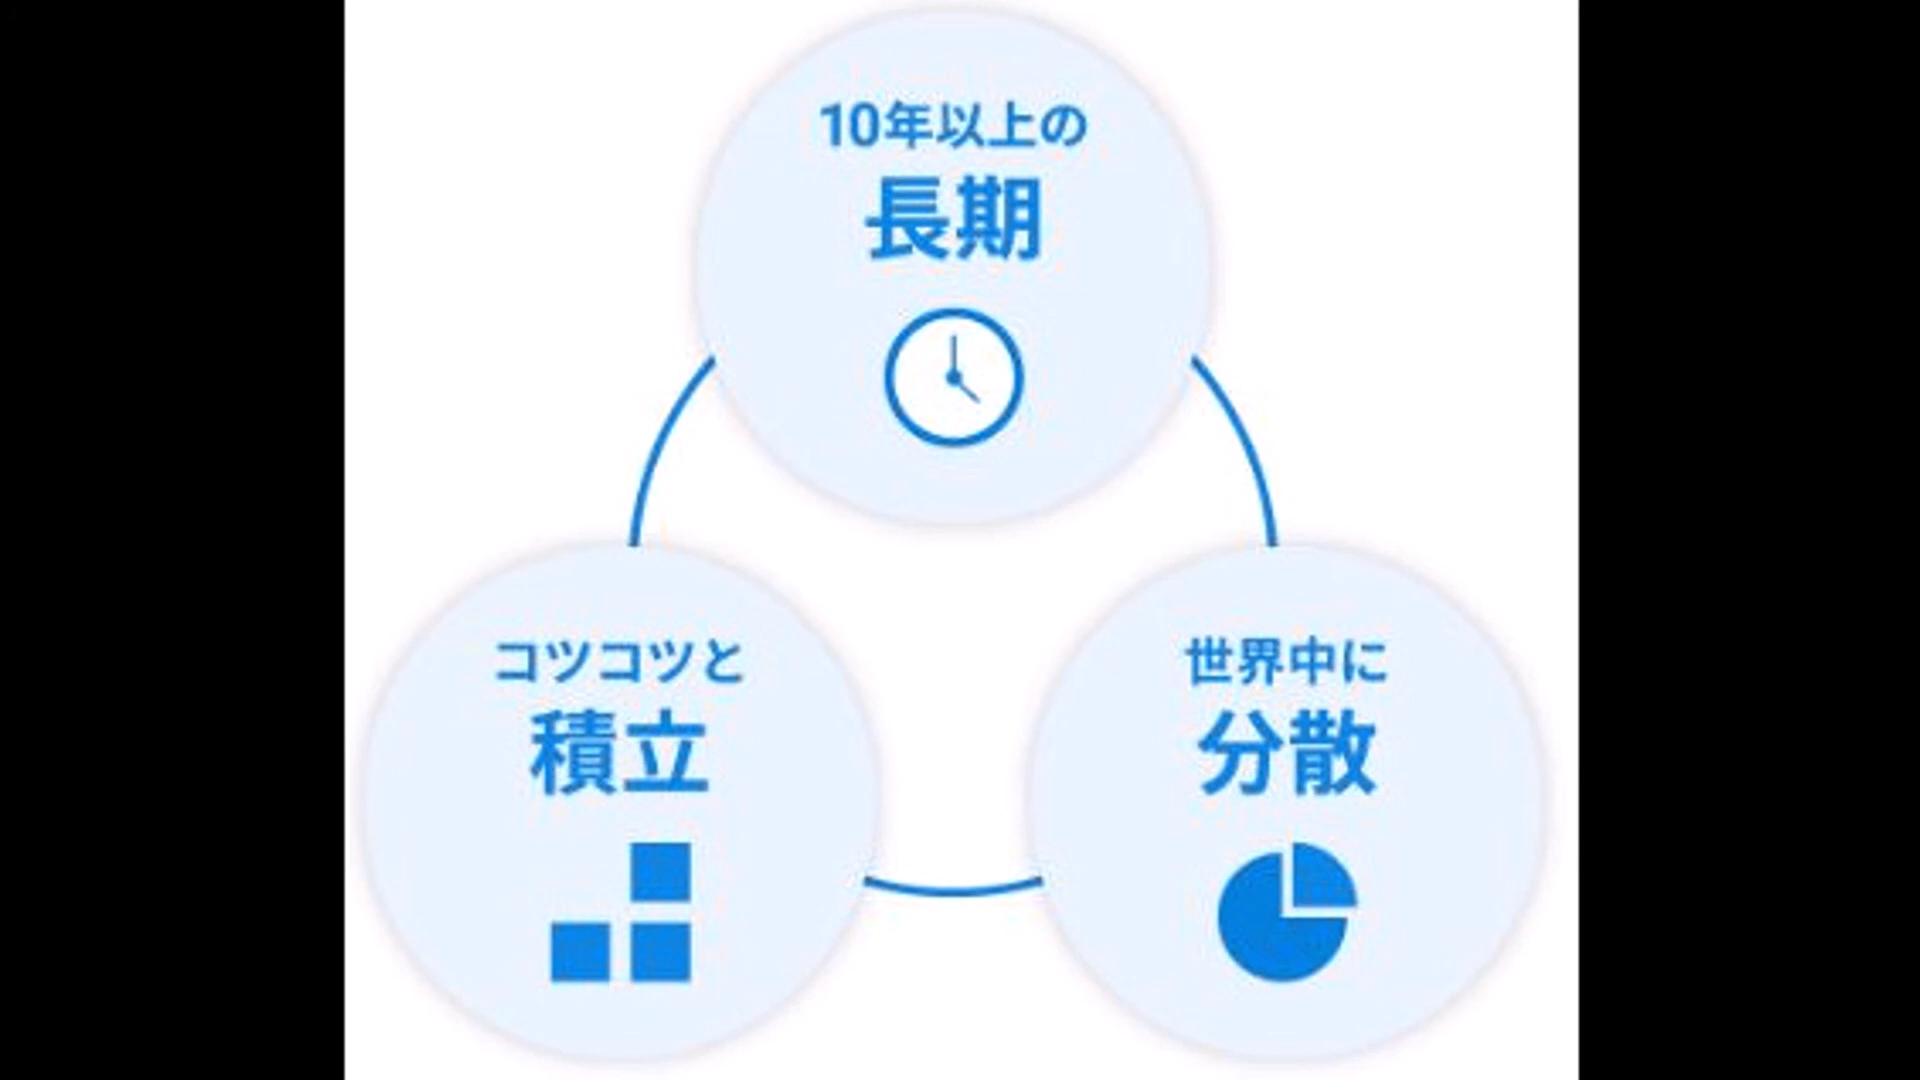 10年以上の
長期
コツコツと
積立
世界中に
分散